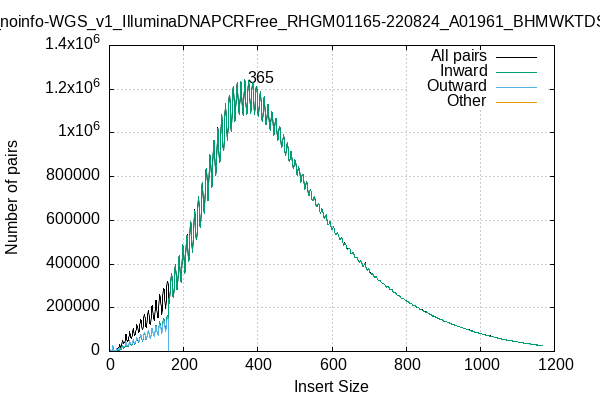 _noinfo-WGS_v1_IlluminaDNAPCRFree_RHGM01165-220824_A01961_BHMWKTDS
1.4x10^6
1.2x10^6
1x10^6
800000
600000
400000
200000
0
Number of pairs
365
All pairs
Inward
Outward
Other
0 200 400 600 800 1000 1200
Insert Size